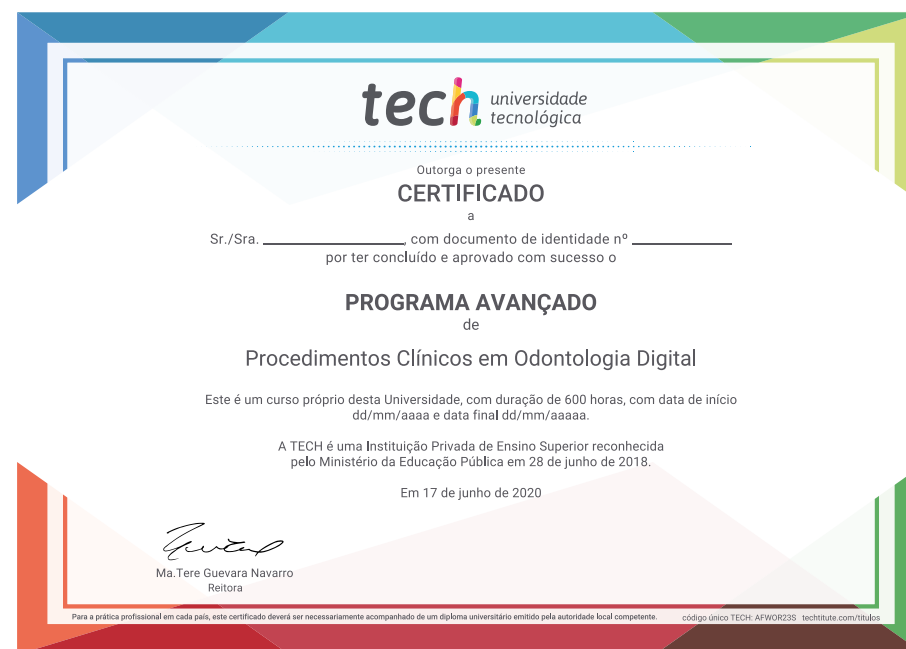 tech universidade
tecnológica
Outorga o presente
CERTIFICADO
a
Sr./Sra. ____________, com documento de identidade nº ____________
por ter concluído e aprovado com sucesso o
PROGRAMA AVANÇADO
de
Procedimentos Clínicos em Odontologia Digital
Este é um curso próprio desta Universidade, com duração de 600 horas, com data de início
dd/mm/aaaa e data final dd/mm/aaaaa.
A TECH é uma Instituição Privada de Ensino Superior reconhecida
pelo Ministério da Educação Pública em 28 de junho de 2018.
Em 17 de junho de 2020
Ma.Tere Guevara Navarro
Reitora
Para a prática profissional em cada país, este certificado deverá ser necessariamente acompanhado de um diploma universitário emitido pela autoridade local competente. código único TECH: AFWOR23S techtitute.com/titulos